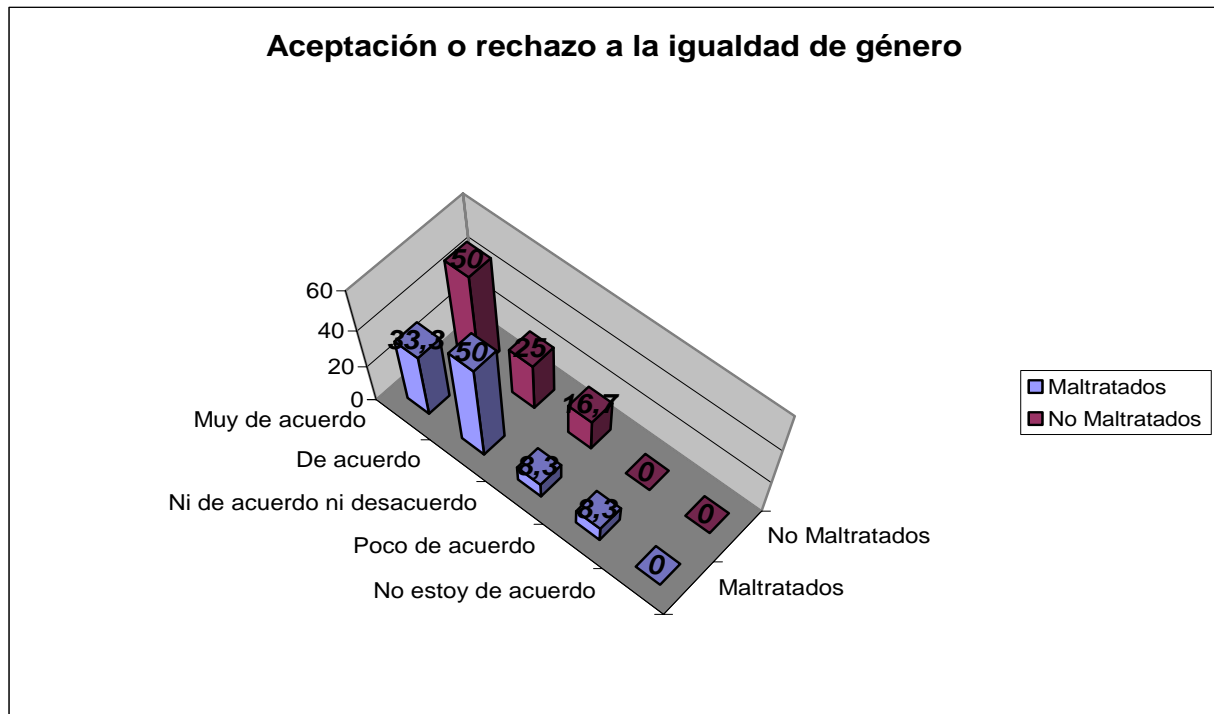 Aceptación o rechazo a la igualdad de género
60
40
20
0
50
33,3
50
25
16,7
8,3
8,3
0
0
0
Muy de acuerdo
De acuerdo
Ni de acuerdo ni desacuerdo
Poco de acuerdo
No estoy de acuerdo
No Maltratados
Maltratados
Maltratados
No Maltratados